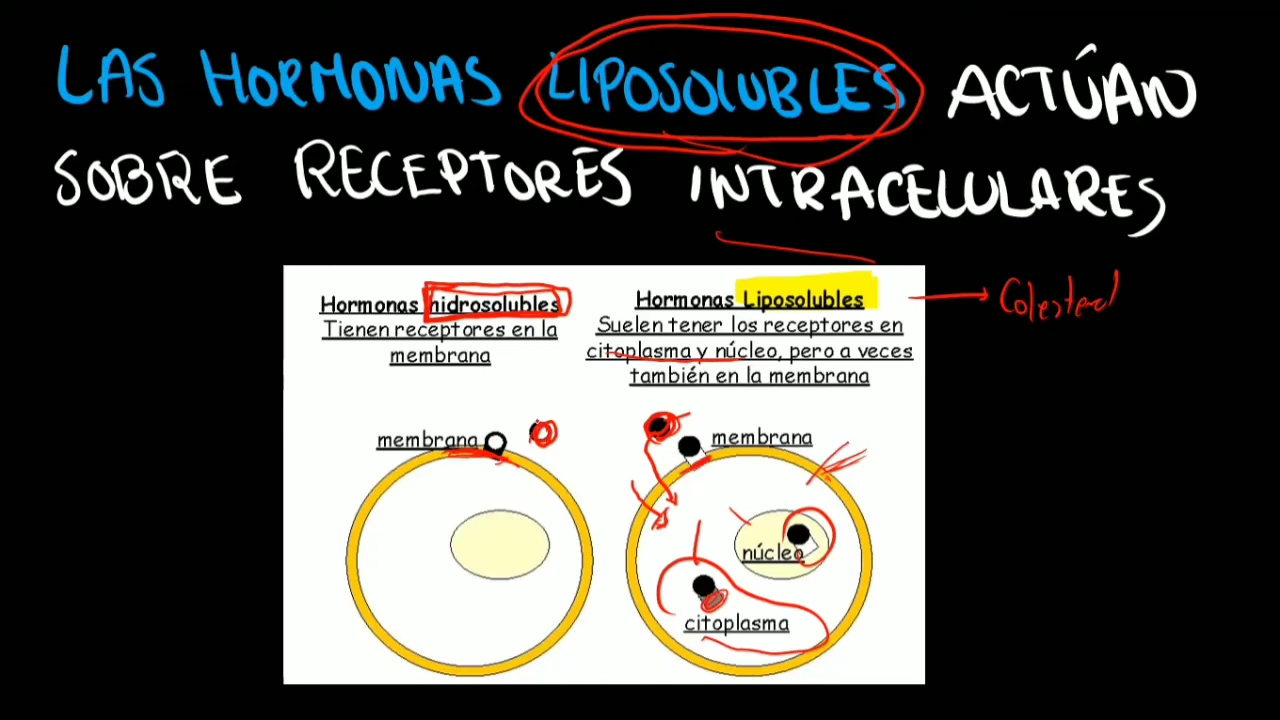 LAS HORMONAS LIPOSOLUBLES ACTÚAN
SOBRE RECEPTORES INTRACELULARES
Hormonas hidrosolubles
Tienen receptores en la
membrana
Hormonas Liposolubles
Suelen tener los receptores en
citoplasma y núcleo, pero a veces
también en la membrana
Colesterol
membrana
membrana
núcleo
citoplasma